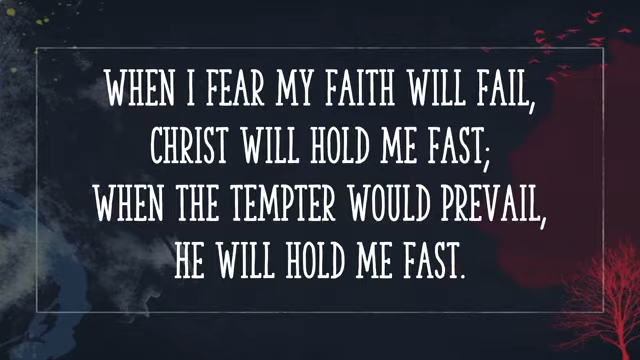 WHEN I FEAR MY FAITH WILL FAIL,
CHRIST WILL HOLD ME FAST;
WHEN THE TEMPTER WOULD PREVAIL,
HE WILL HOLD ME FAST.